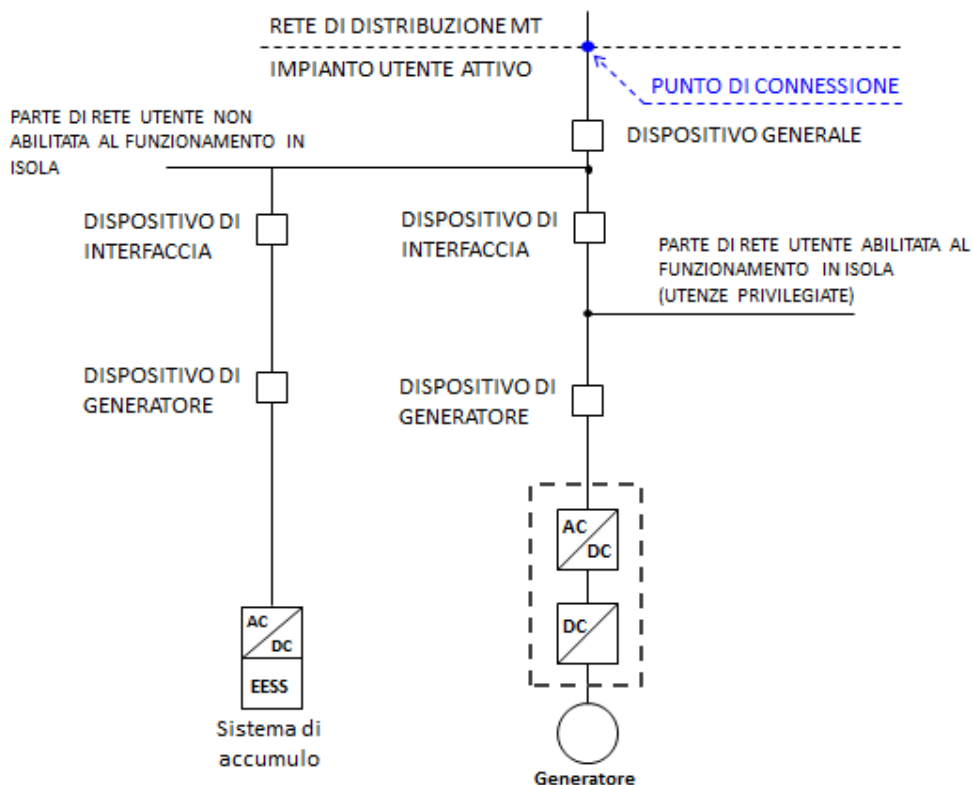 RETE DI DISTRIBUZIONE MT
IMPIANTO UTENTE ATTIVO
PUNTO DI CONNESSIONE
PARTE DI RETE UTENTE NON
ABILITATA AL FUNZIONAMENTO IN
ISOLA
DISPOSITIVO GENERALE
DISPOSITIVO DI
INTERFACCIA
DISPOSITIVO DI
INTERFACCIA
PARTE DI RETE UTENTE ABILITATA AL
FUNZIONAMENTO IN ISOLA
(UTENZE PRIVILEGIATE)
DISPOSITIVO DI
GENERATORE
DISPOSITIVO DI
GENERATORE
AC
DC
DC
AC
DC
EESS
Sistema di
accumulo
Generatore